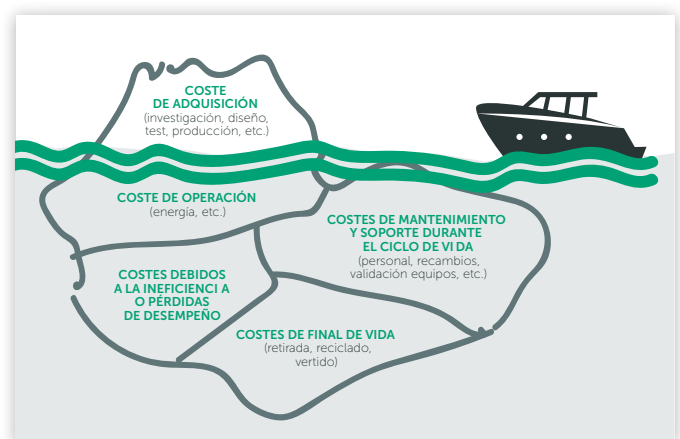 COSTE
DE ADQUISICIÓN
(investigación, diseño,
test, producción, etc.)
COSTE DE OPERACIÓN
(energía, etc.)
COSTES DE MANTENIMIENTO
Y SOPORTE DURANTE
EL CICLO DE VI DA
(personal, recambios,
validación equipos, etc.)
COSTES DEBIDOS
A LA INEFICIENCI A
O PÉRDIDAS
DE DESEMPEÑO
COSTES DE FINAL DE VIDA
(retirada, reciclado,
vertido)